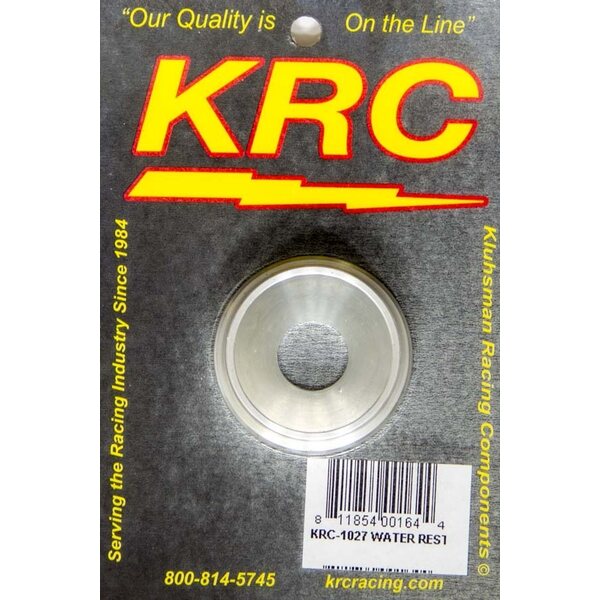 "Our Quality is On the Line"
KRC
Serving the Racing Industry Since 1984
Kluhsman Racing Components©
8 11854 00164 4
KRC-1027 WATER REST
800-814-5745
krcracing.com